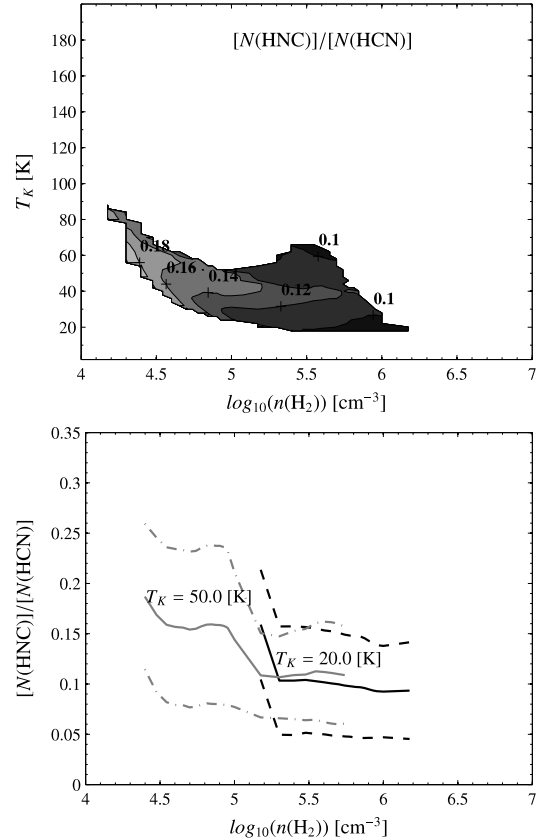 [N(HNC)]/[N(HCN)]
180
160
140
120
100
80
60
40
20
T_K [K]
0.18
0.16
0.14
0.12
0.1
0.1
4 4.5 5 5.5 6 6.5 7
log₁₀(n(H₂)) [cm⁻³]
0.35
0.3
0.25
0.2
0.15
0.1
0.05
0
[N(HNC)]/[N(HCN)]
T_K = 50.0 [K]
T_K = 20.0 [K]
4 4.5 5 5.5 6 6.5 7
log₁₀(n(H₂)) [cm⁻³]